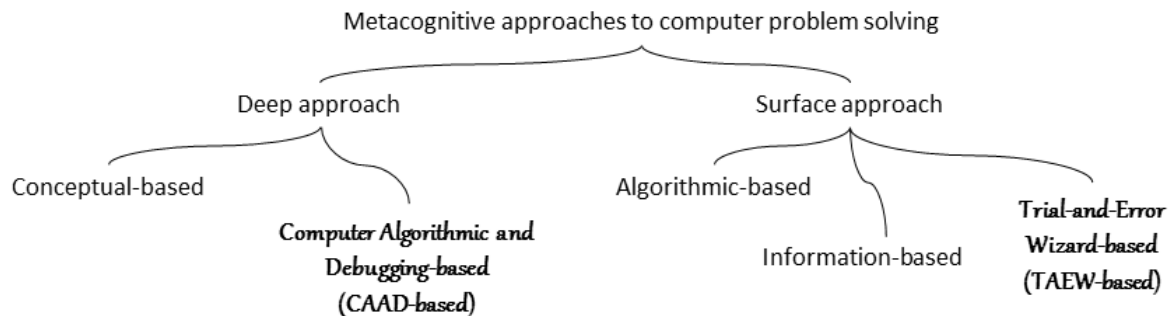 Metacognitive approaches to computer problem solving
Deep approach
Surface approach
Conceptual-based
Computer Algorithmic and
Debugging-based
(CAAD-based)
Algorithmic-based
Information-based
Trial-and-Error
Wizard-based
(TAEW-based)